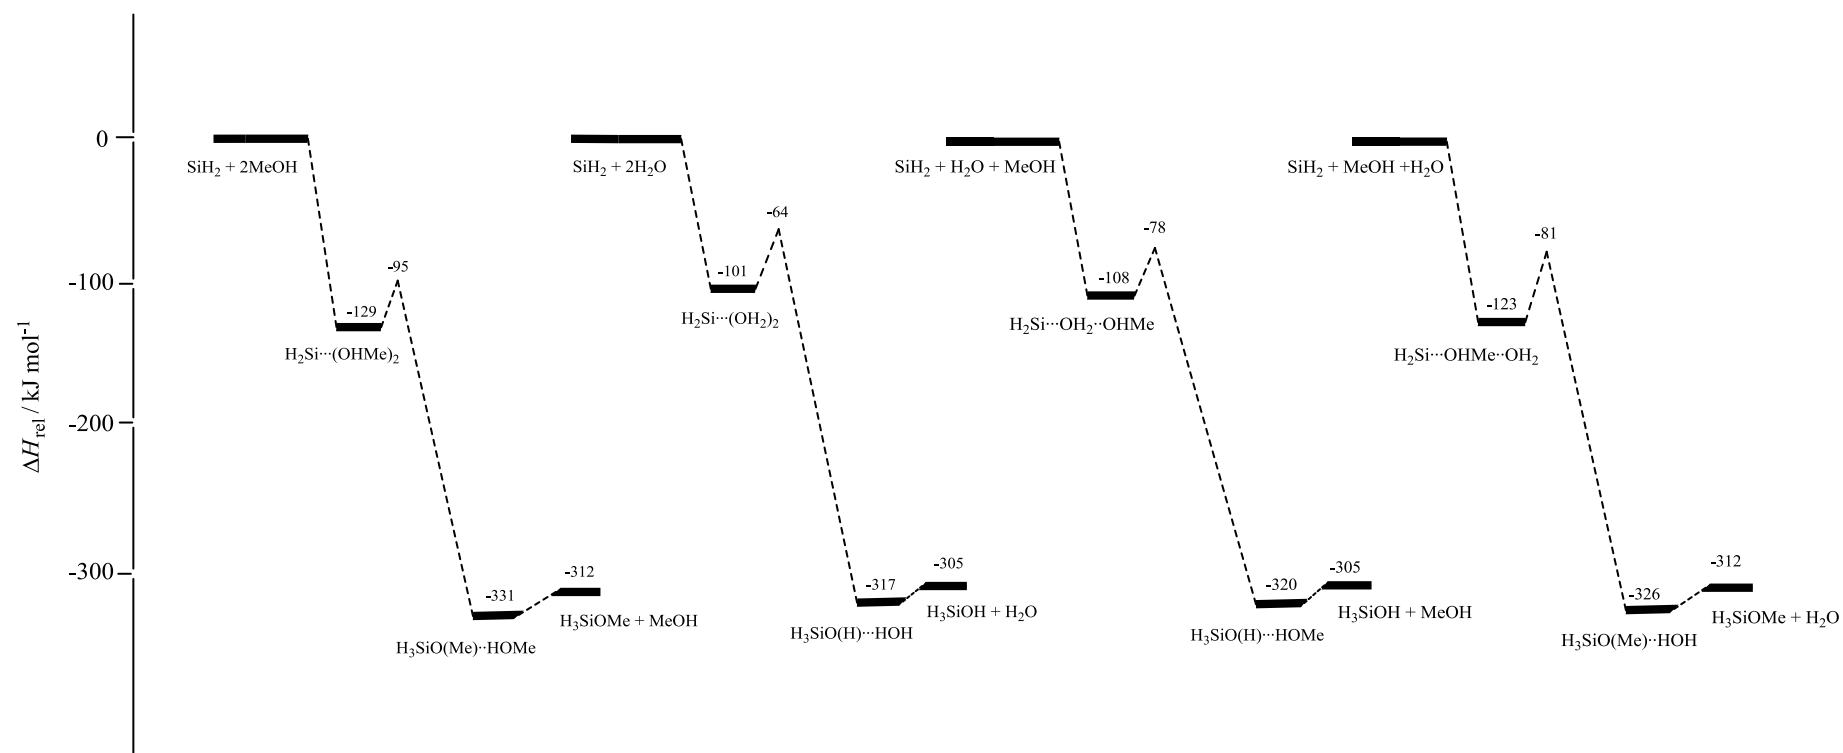 0
-100
-200
-300
ΔH_rel / kJ mol⁻¹
SiH₂ + 2MeOH
-129
H₂Si···(OHMe)₂
-95
-331
H₃SiO(Me)··HOMe
-312
H₃SiOMe + MeOH
SiH₂ + 2H₂O
-101
H₂Si···(OH₂)₂
-64
-317
H₃SiO(H)···HOH
-305
H₃SiOH + H₂O
SiH₂ + H₂O + MeOH
-108
H₂Si···OH₂··OHMe
-78
-320
H₃SiO(H)···HOMe
-305
H₃SiOH + MeOH
SiH₂ + MeOH +H₂O
-123
H₂Si···OHMe··OH₂
-81
-326
H₃SiO(Me)··HOH
-312
H₃SiOMe + H₂O